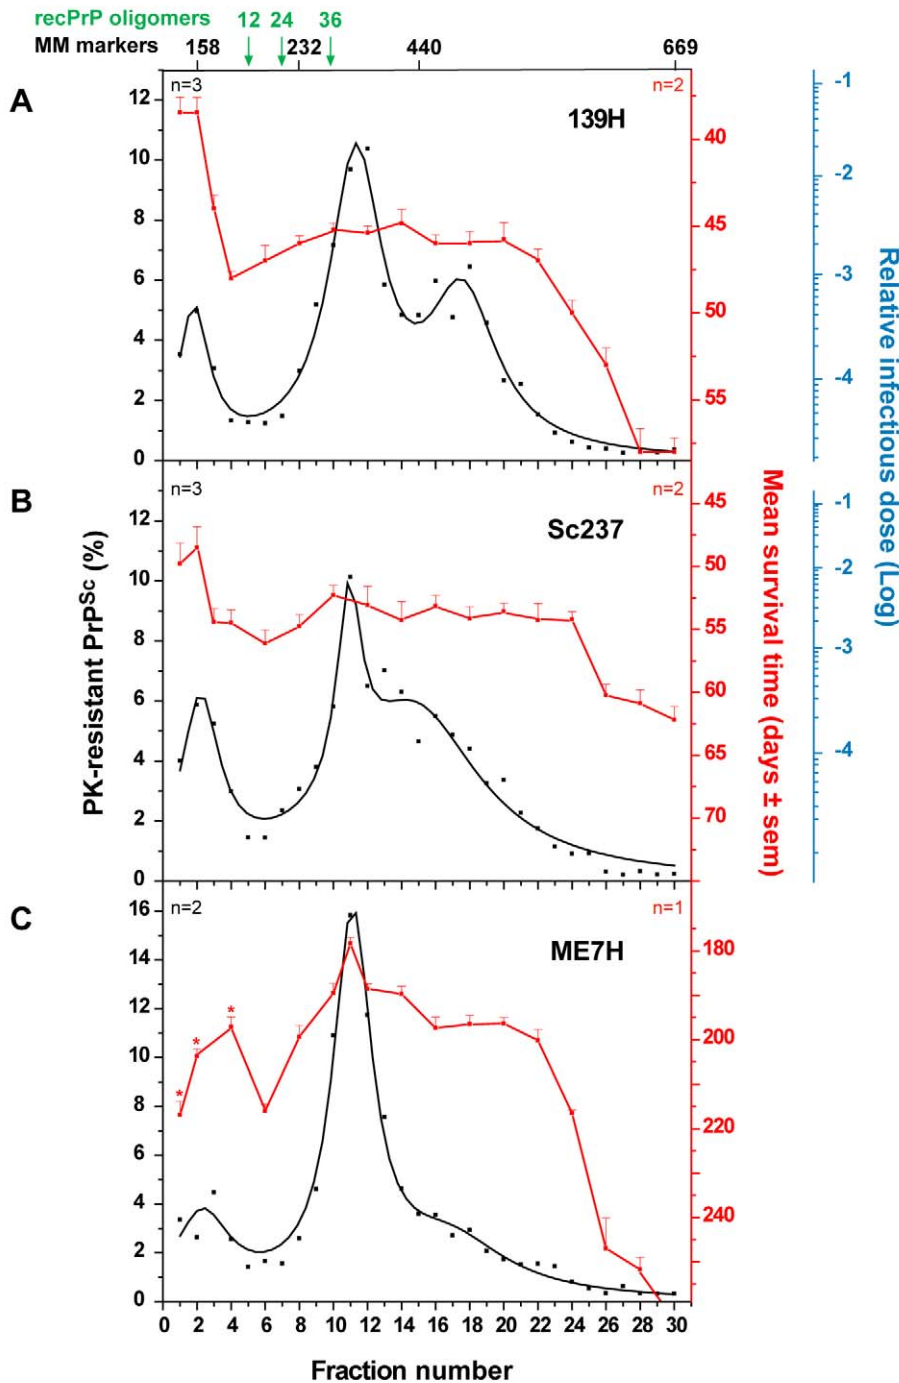 recPrP oligomers 12 24 36
MM markers 158 232 440 669
A
n=3
n=2
139H
12
10
8
6
4
2
0
40
45
50
55
-1
-2
-3
-4
B
n=3
n=2
Sc237
12
10
8
6
4
2
0
45
50
55
60
65
70
-1
-2
-3
-4
C
n=2
n=1
ME7H
16
14
12
10
8
6
4
2
0
180
200
220
240
* * *
0 2 4 6 8 10 12 14 16 18 20 22 24 26 28 30
Fraction number
PK-resistant PrPSc (%)
Mean survival time (days ± sem)
Relative infectious dose (Log)